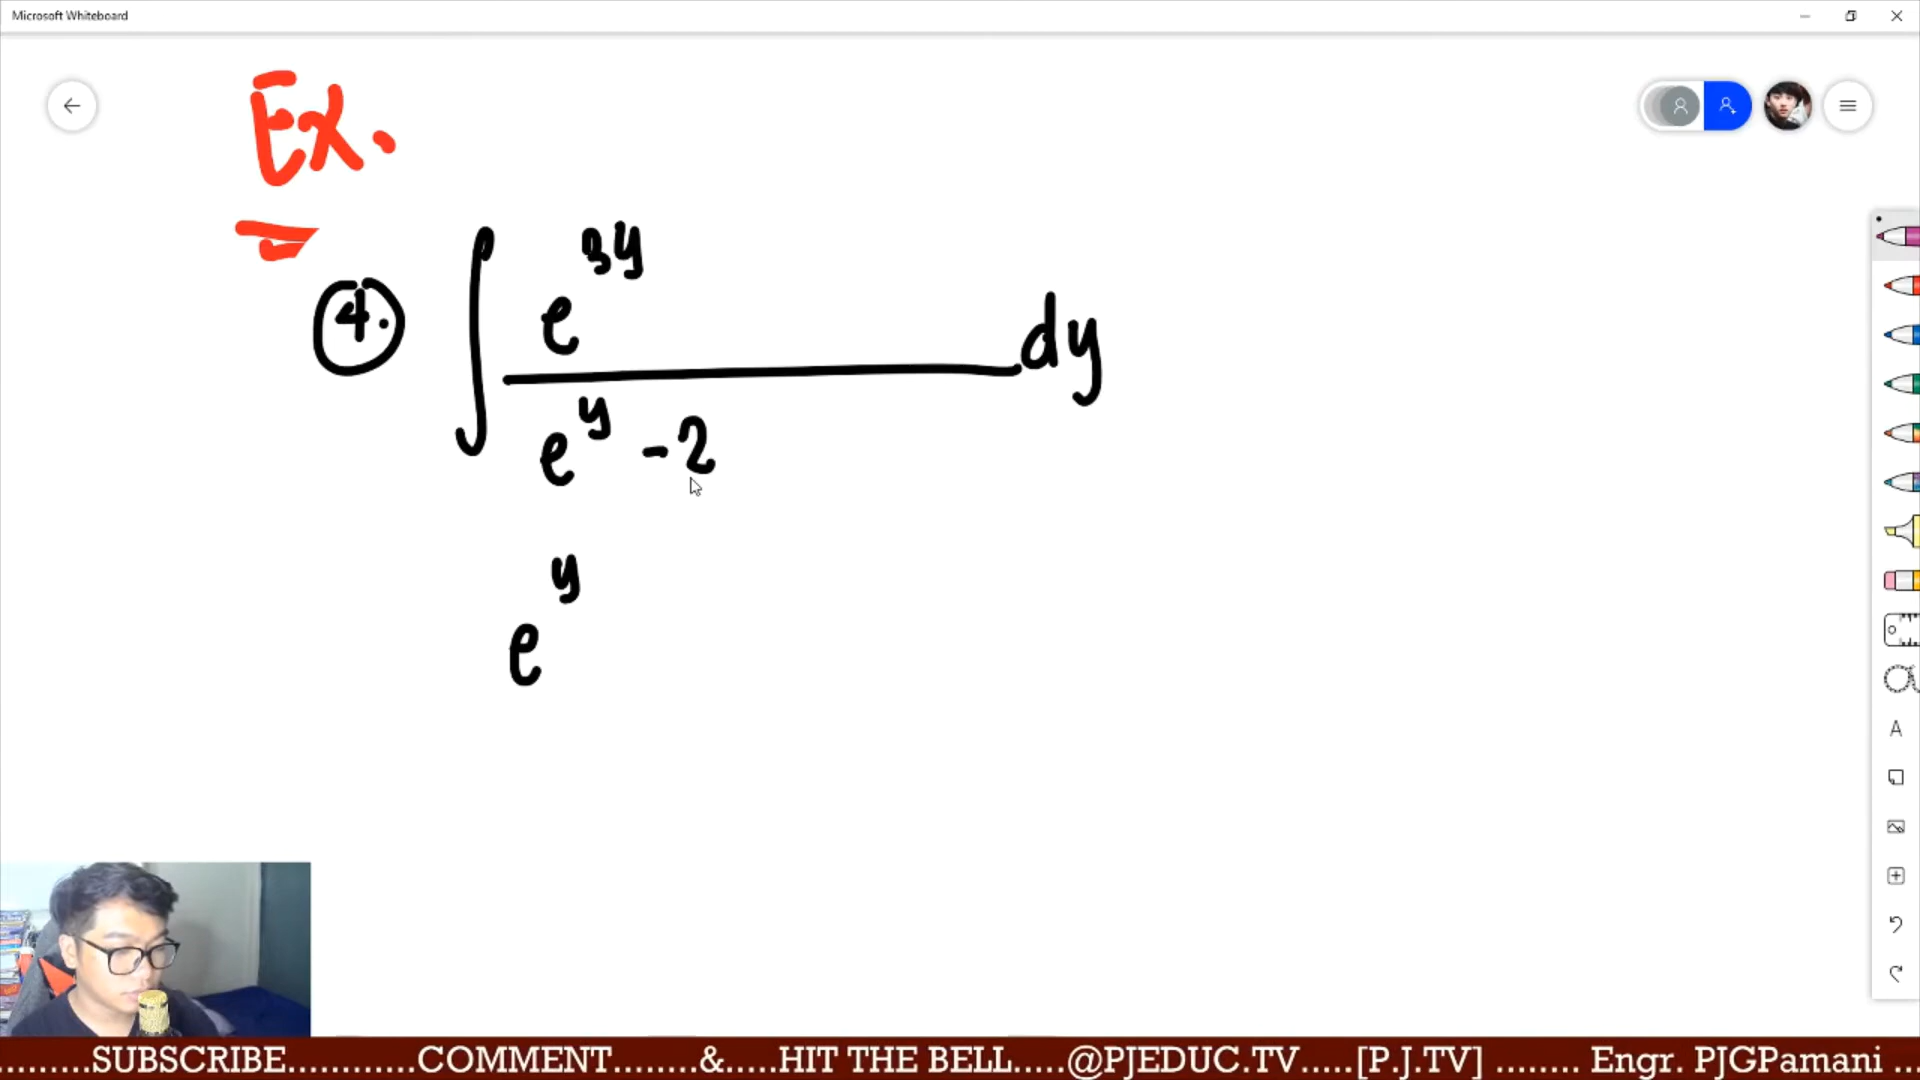 Microsoft Whiteboard
Ex.
4. ∫ e^{3y} / (e^y - 2) dy
e^y
A
.........SUBSCRIBE............COMMENT........&.....HIT THE BELL.....@PJEDUC.TV.....[P.J.TV] ........ Engr. PJGPamani ...